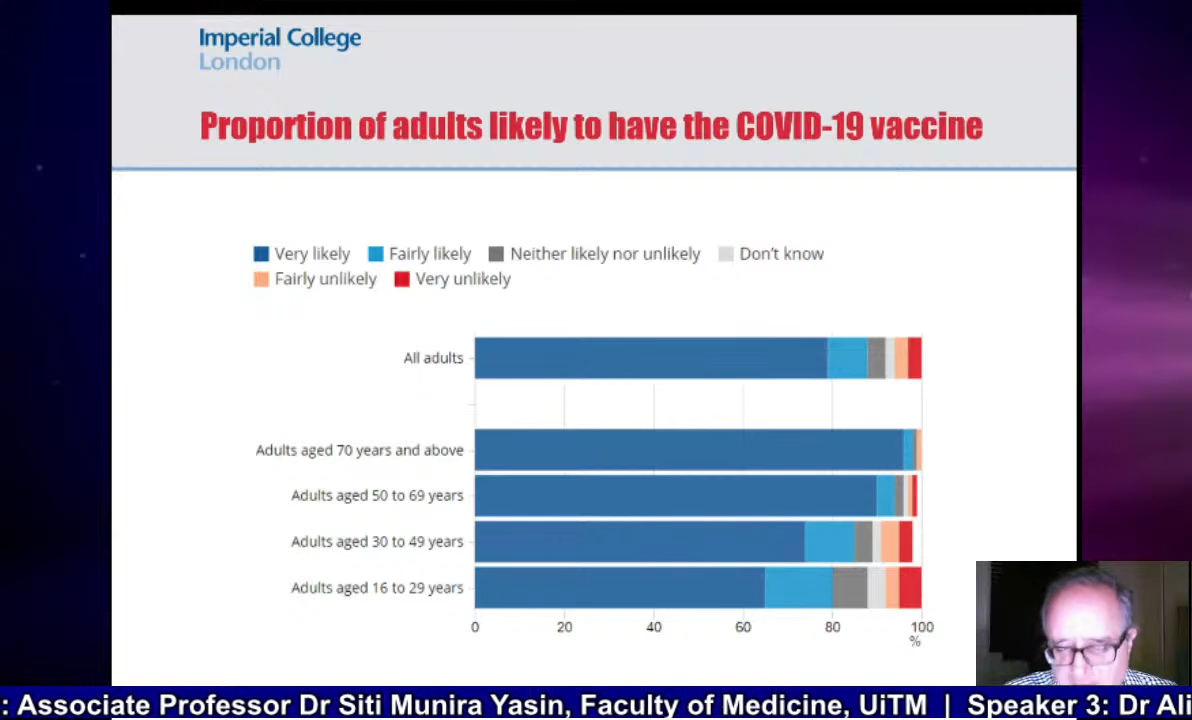 Imperial College
London
Proportion of adults likely to have the COVID-19 vaccine
Very likely Fairly likely Neither likely nor unlikely Don't know
Fairly unlikely Very unlikely
All adults
Adults aged 70 years and above
Adults aged 50 to 69 years
Adults aged 30 to 49 years
Adults aged 16 to 29 years
0 20 40 60 80 100
%
: Associate Professor Dr Siti Munira Yasin, Faculty of Medicine, UiTM | Speaker 3: Dr Ali